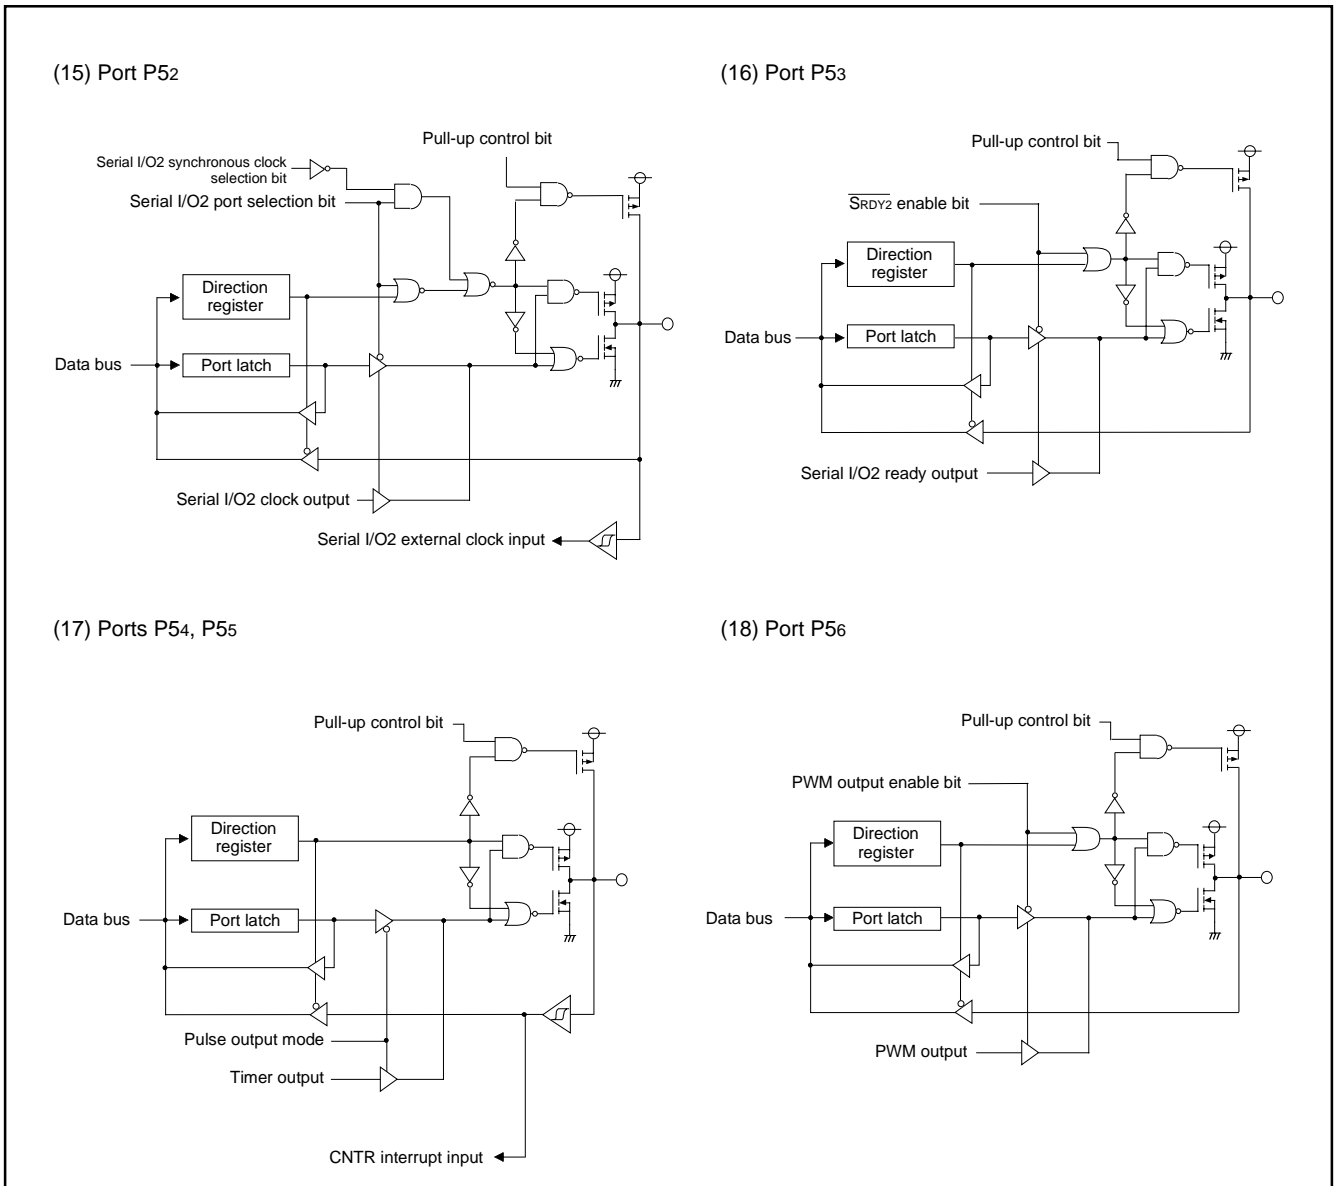 (15) Port P52
Pull-up control bit
Serial I/O2 synchronous clock
selection bit
Serial I/O2 port selection bit
Direction
register
Data bus
Port latch
Serial I/O2 clock output
Serial I/O2 external clock input
(16) Port P53
Pull-up control bit
SRDY2 enable bit
Direction
register
Data bus
Port latch
Serial I/O2 ready output
(17) Ports P54, P55
Pull-up control bit
Direction
register
Data bus
Port latch
Pulse output mode
Timer output
CNTR interrupt input
(18) Port P56
Pull-up control bit
PWM output enable bit
Direction
register
Data bus
Port latch
PWM output